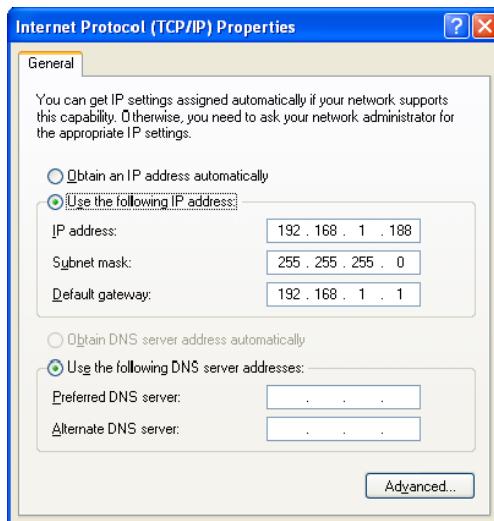 Internet Protocol (TCP/IP) Properties
General
You can get IP settings assigned automatically if your network supports
this capability. Otherwise, you need to ask your network administrator for
the appropriate IP settings.
Obtain an IP address automatically
Use the following IP address:
IP address: 192 . 168 . 1 . 188
Subnet mask: 255 . 255 . 255 . 0
Default gateway: 192 . 168 . 1 . 1
Obtain DNS server address automatically
Use the following DNS server addresses:
Preferred DNS server: . . .
Alternate DNS server: . . .
Advanced...